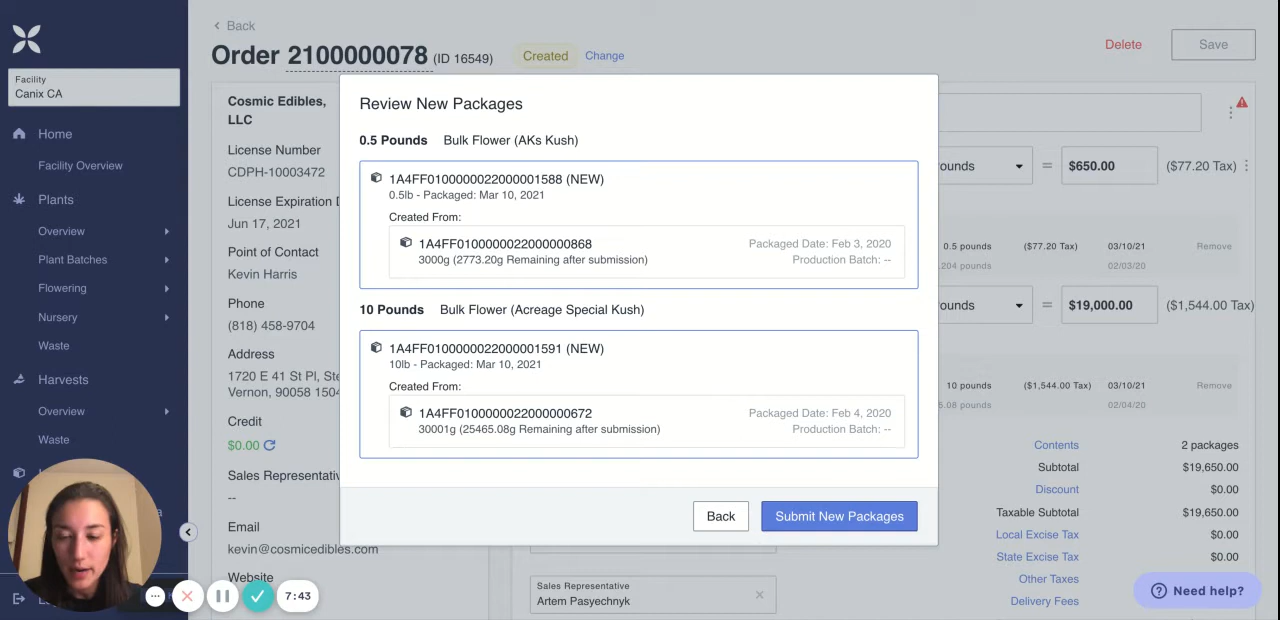 Back
Order 2100000078 (ID 16549) Created Change
Delete Save
Facility
Canix CA
Home
Facility Overview
Plants
Overview
Plant Batches
Flowering
Nursery
Waste
Harvests
Overview
Waste
Cosmic Edibles,
LLC
License Number
CDPH-10003472
License Expiration
Jun 17, 2021
Point of Contact
Kevin Harris
Phone
(818) 458-9704
Address
1720 E 41 St Pl, Ste
Vernon, 90058 1504
Credit
$0.00
Sales Representativ
--
Email
kevin@cosmicedibles.com
Website
Review New Packages
0.5 Pounds Bulk Flower (AKs Kush)
1A4FF0100000022000001588 (NEW)
0.5lb - Packaged: Mar 10, 2021
Created From:
1A4FF0100000022000000868 Packaged Date: Feb 3, 2020
3000g (2773.20g Remaining after submission) Production Batch: --
10 Pounds Bulk Flower (Acreage Special Kush)
1A4FF0100000022000001591 (NEW)
10lb - Packaged: Mar 10, 2021
Created From:
1A4FF0100000022000000672 Packaged Date: Feb 4, 2020
30001g (25465.08g Remaining after submission) Production Batch: --
Back Submit New Packages
ounds = $650.00 ($77.20 Tax)
0.5 pounds ($77.20 Tax) 03/10/21 Remove
.204 pounds 02/03/20
ounds = $19,000.00 ($1,544.00 Tax)
10 pounds ($1,544.00 Tax) 03/10/21 Remove
5.08 pounds 02/04/20
Contents 2 packages
Subtotal $19,650.00
Discount $0.00
Taxable Subtotal $19,650.00
Local Excise Tax $0.00
State Excise Tax $0.00
Other Taxes
Delivery Fees
Sales Representative
Artem Pasyechnyk
7:43
Need help?